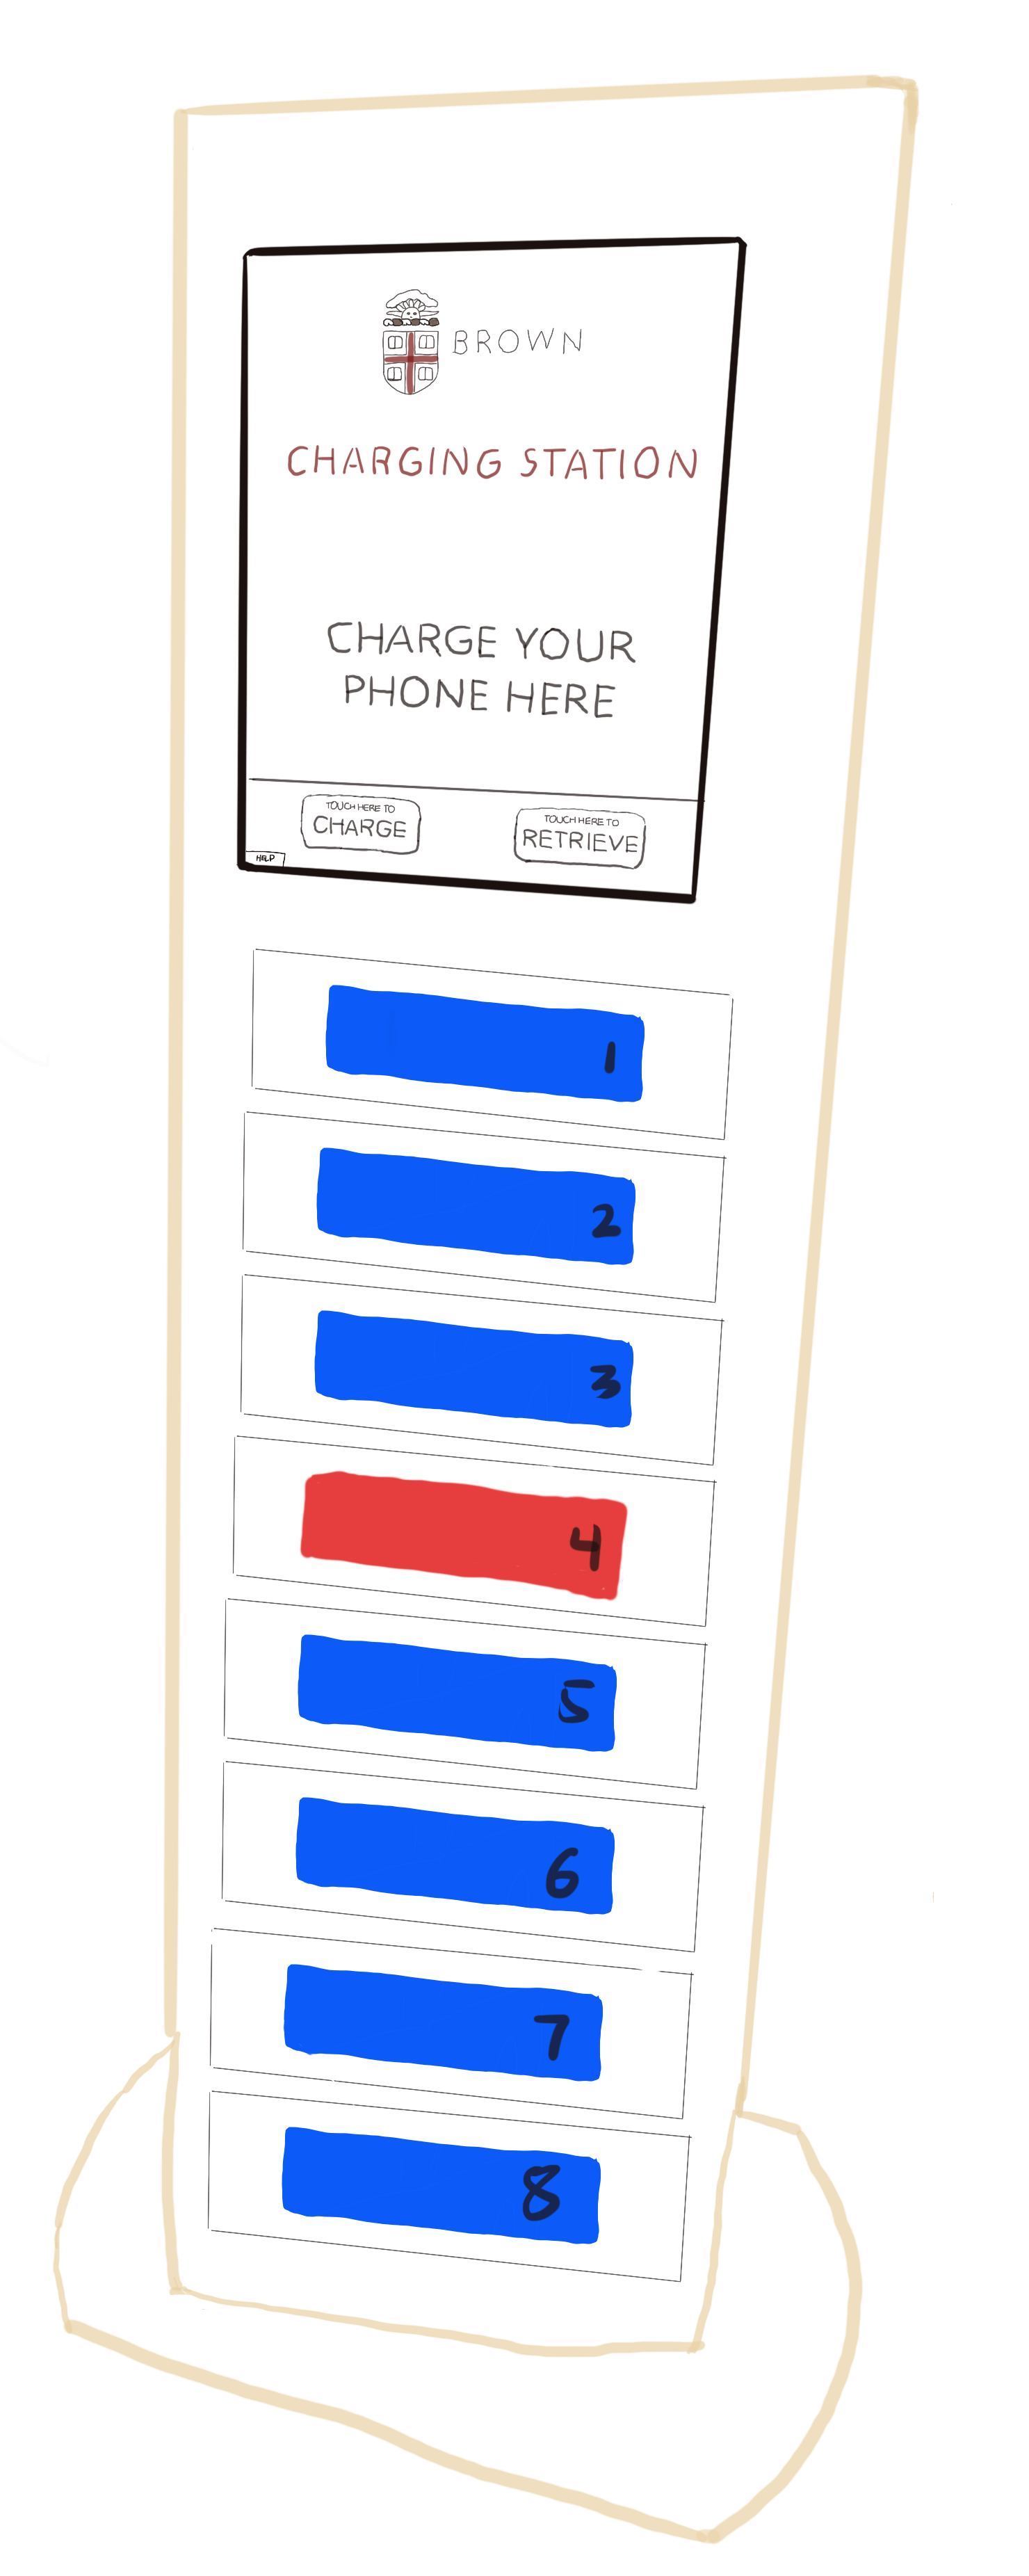 BROWN
CHARGING STATION
CHARGE YOUR
PHONE HERE
TOUCH HERE TO
CHARGE
TOUCH HERE TO
RETRIEVE
HELP
1
2
3
4
5
6
7
8